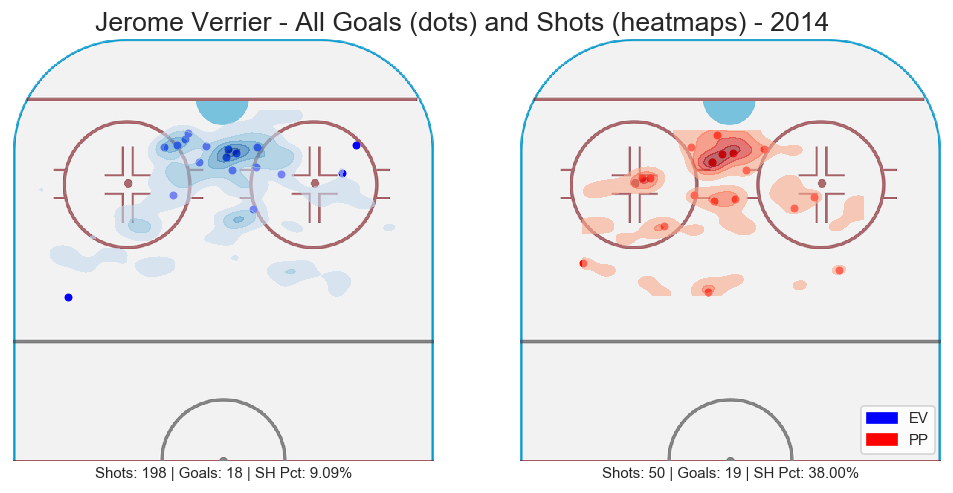 Jerome Verrier - All Goals (dots) and Shots (heatmaps) - 2014
EV
PP
Shots: 198 | Goals: 18 | SH Pct: 9.09%
Shots: 50 | Goals: 19 | SH Pct: 38.00%